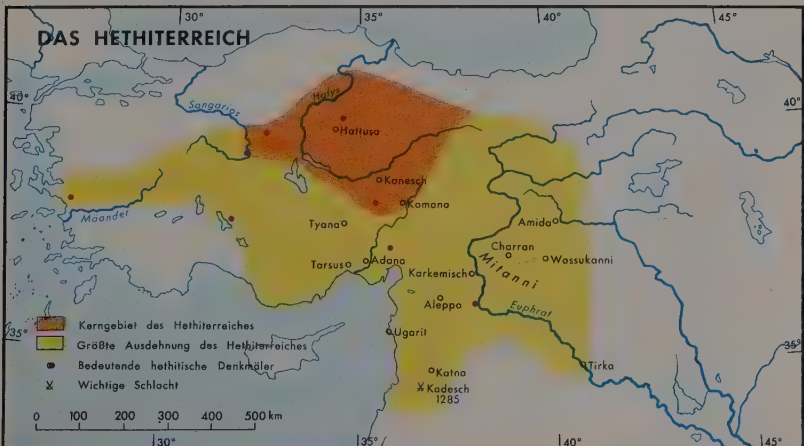 30° 35° 40° 45°
DAS HETHITERREICH
40° 40°
Sangarios
Halys
Hattusa
Kanesch
Komana
Maander
Tyana
Amida
Charran
Wassukanni
Mitanni
Tarsus
Adana
Karkemisch
Aleppo
Euphrat
Ugarit
35° 35°
Tirka
Katna
Kadesch
1285
Kerngebiet des Hethiterreiches
Größte Ausdehnung des Hethiterreiches
Bedeutende hethitische Denkmäler
Wichtige Schlacht
0 100 200 300 400 500 km
30° 35° 40° 45°